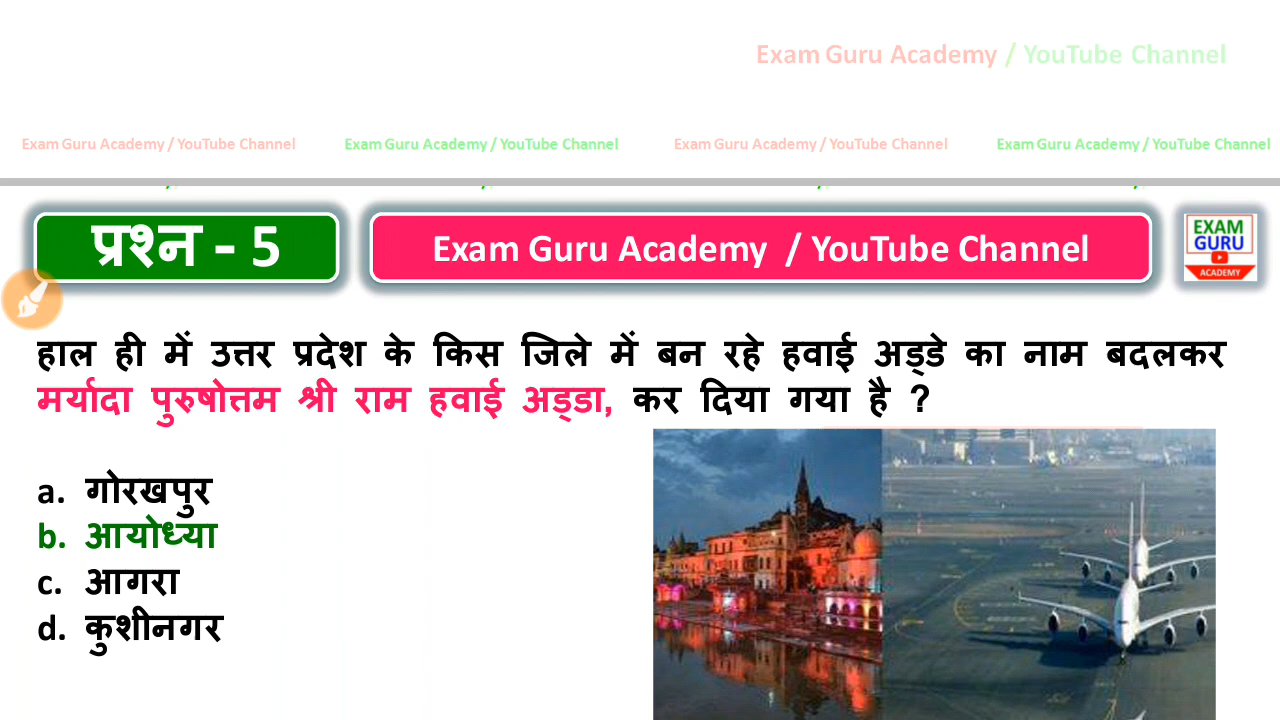 Exam Guru Academy / YouTube Channel
Exam Guru Academy / YouTube Channel Exam Guru Academy / YouTube Channel Exam Guru Academy / YouTube Channel Exam Guru Academy / YouTube Channel
प्रश्न - 5
Exam Guru Academy / YouTube Channel
EXAM
GURU
ACADEMY
हाल ही में उत्तर प्रदेश के किस जिले में बन रहे हवाई अड्डे का नाम बदलकर
मर्यादा पुरुषोत्तम श्री राम हवाई अड्डा, कर दिया गया है ?
a. गोरखपुर
b. आयोध्या
c. आगरा
d. कुशीनगर